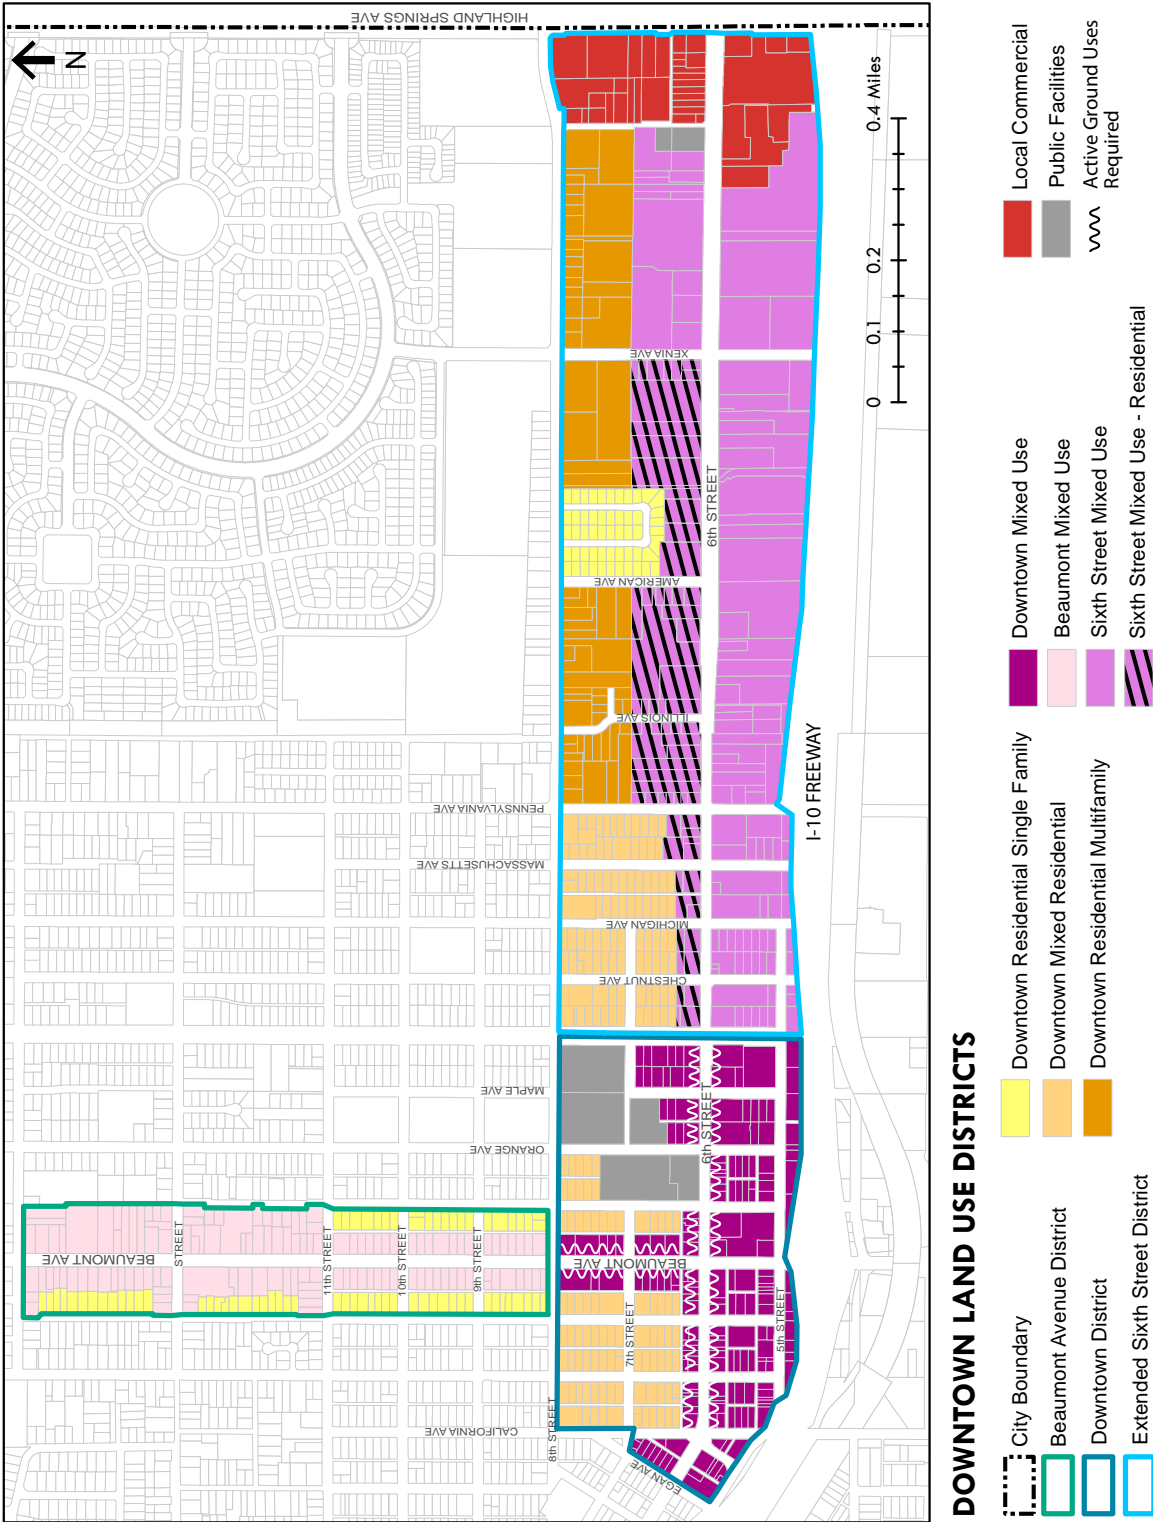 HIGHLAND SPRINGS AVE
N
XENIA AVE
6th STREET
AMERICAN AVE
ILLINOIS AVE
PENNSYLVANIA AVE
MASSACHUSETTS AVE
MICHIGAN AVE
CHESTNUT AVE
MAPLE AVE
ORANGE AVE
6th STREET
BEAUMONT AVE
STREET
11th STREET
10th STREET
9th STREET
BEAUMONT AVE
7th STREET
5th STREET
CALIFORNIA AVE
8th STREET
EGAN AVE
I-10 FREEWAY
0 0.1 0.2 0.4 Miles
DOWNTOWN LAND USE DISTRICTS
City Boundary
Beaumont Avenue District
Downtown District
Extended Sixth Street District
Downtown Residential Single Family
Downtown Mixed Residential
Downtown Residential Multifamily
Downtown Mixed Use
Beaumont Mixed Use
Sixth Street Mixed Use
Sixth Street Mixed Use - Residential
Local Commercial
Public Facilities
Active Ground Uses
Required